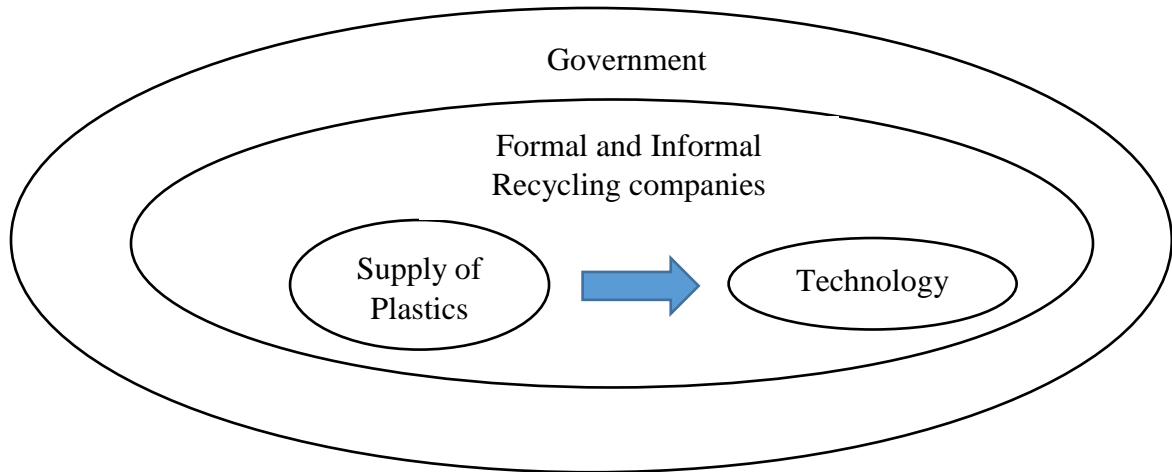 Government
Formal and Informal
Recycling companies
Supply of
Plastics
Technology